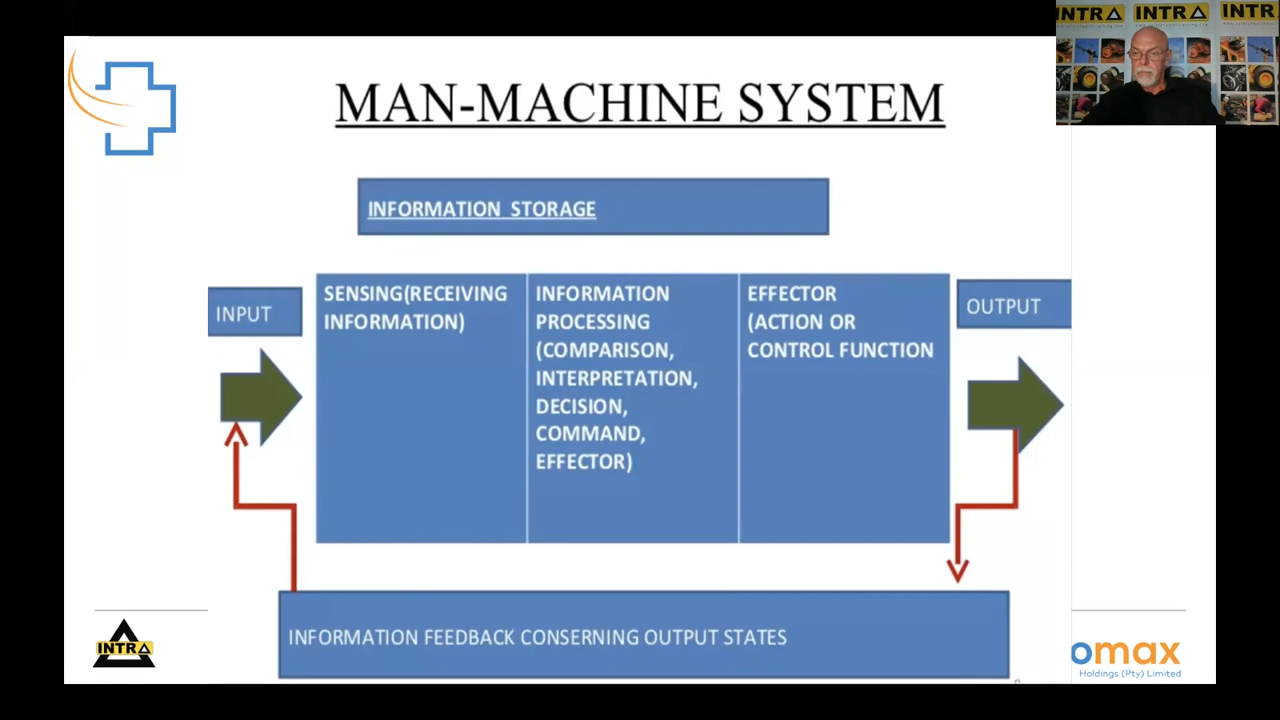 INTRA
INTRA
INTR
MAN-MACHINE SYSTEM
INFORMATION STORAGE
INPUT
SENSING(RECEIVING
INFORMATION)
INFORMATION
PROCESSING
(COMPARISON,
INTERPRETATION,
DECISION,
COMMAND,
EFFECTOR)
EFFECTOR
(ACTION OR
CONTROL FUNCTION
OUTPUT
INFORMATION FEEDBACK CONSERNING OUTPUT STATES
INTRA
omax
Holdings (Pty) Limited